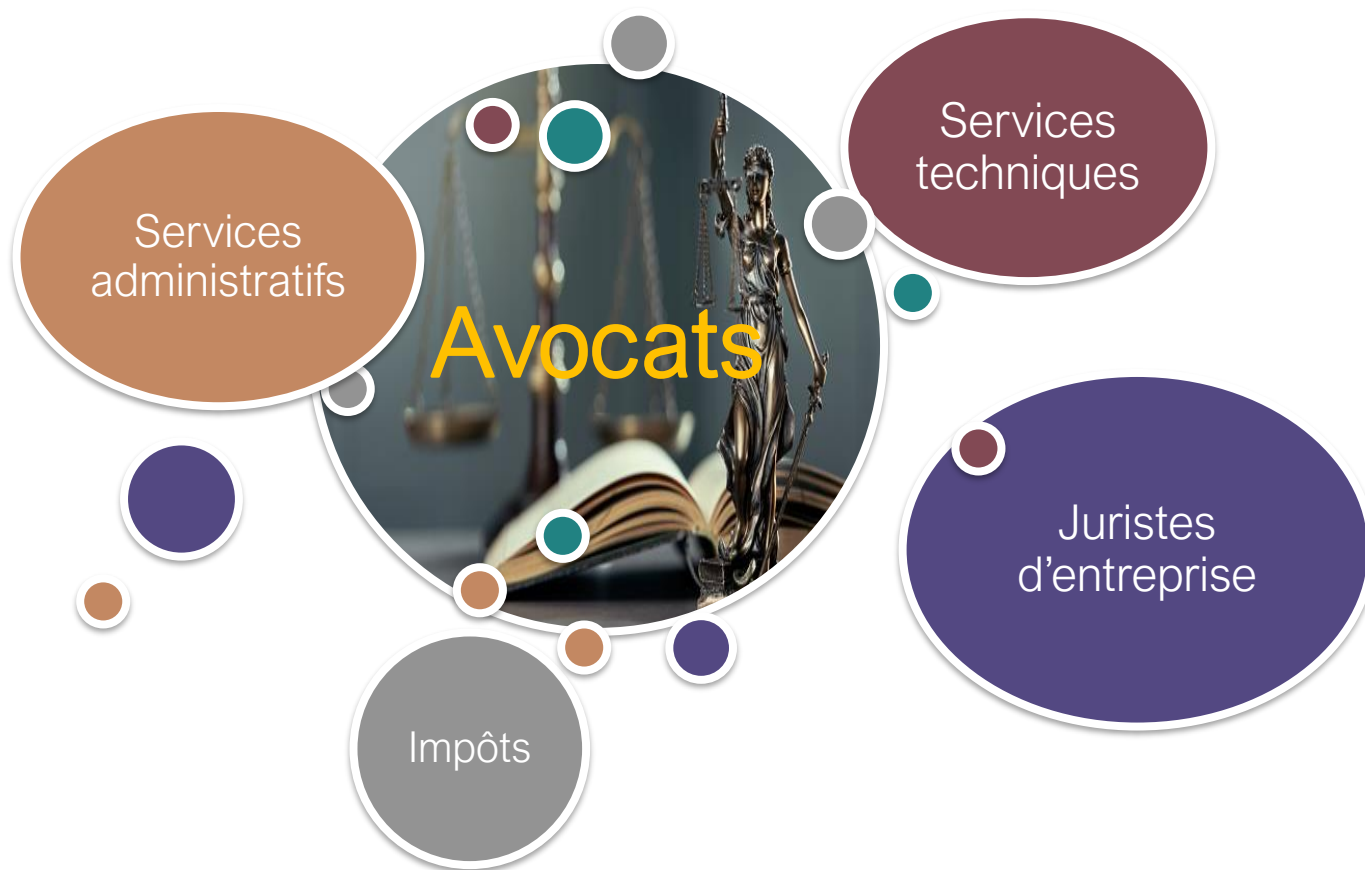 Services
techniques
Services
administratifs
Avocats
Juristes
d’entreprise
Impôts